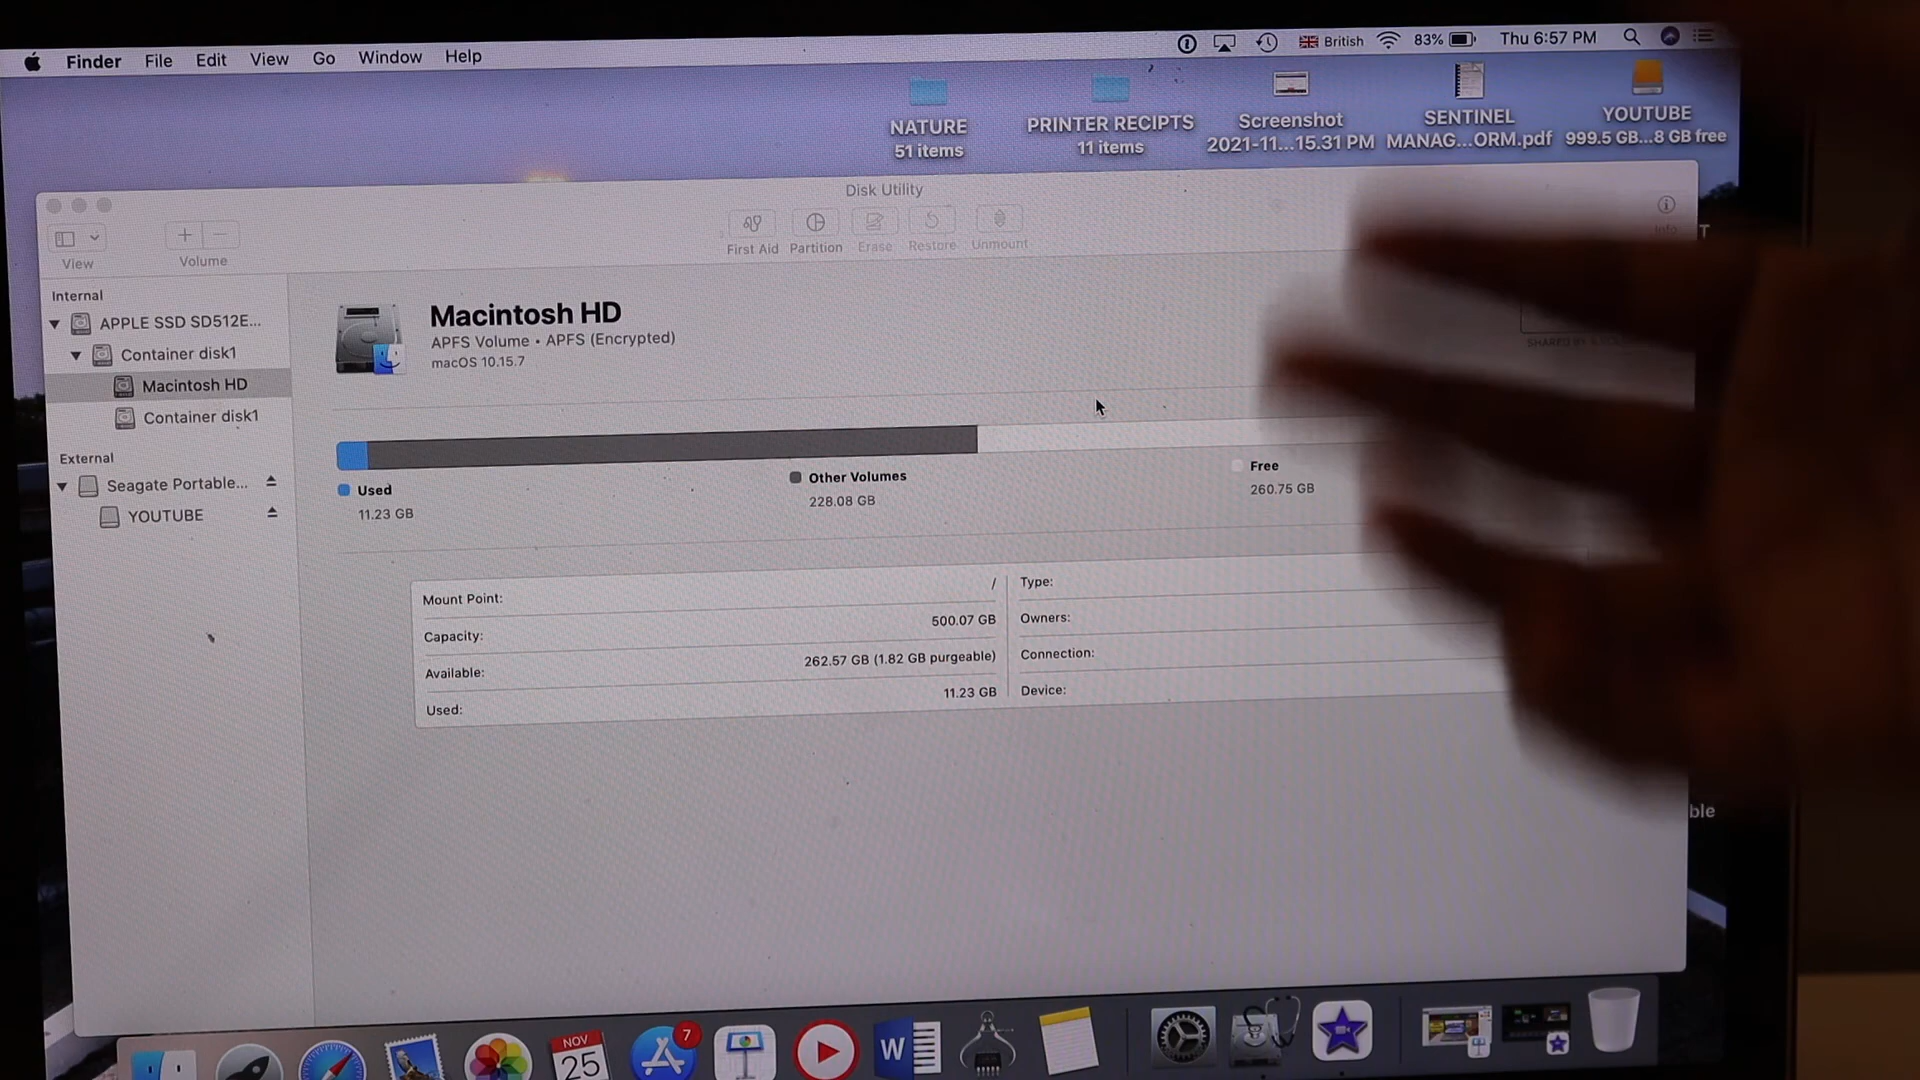 Finder File Edit View Go Window Help
British 83% Thu 6:57 PM
NATURE
51 items
PRINTER RECIPTS
11 items
Screenshot
2021-11...15.31 PM
SENTINEL
MANAG...ORM.pdf
YOUTUBE
999.5 GB...8 GB free
Disk Utility
View
Volume
First Aid Partition Erase Restore Unmount
Info
Internal
APPLE SSD SD512E...
Container disk1
Macintosh HD
Container disk1
External
Seagate Portable...
YOUTUBE
Macintosh HD
APFS Volume • APFS (Encrypted)
macOS 10.15.7
SHARED BY
Used
11.23 GB
Other Volumes
228.08 GB
Free
260.75 GB
Mount Point: /
Capacity: 500.07 GB
Available: 262.57 GB (1.82 GB purgeable)
Used: 11.23 GB
Type:
Owners:
Connection:
Device:
ble
T
NOV
25
7
W